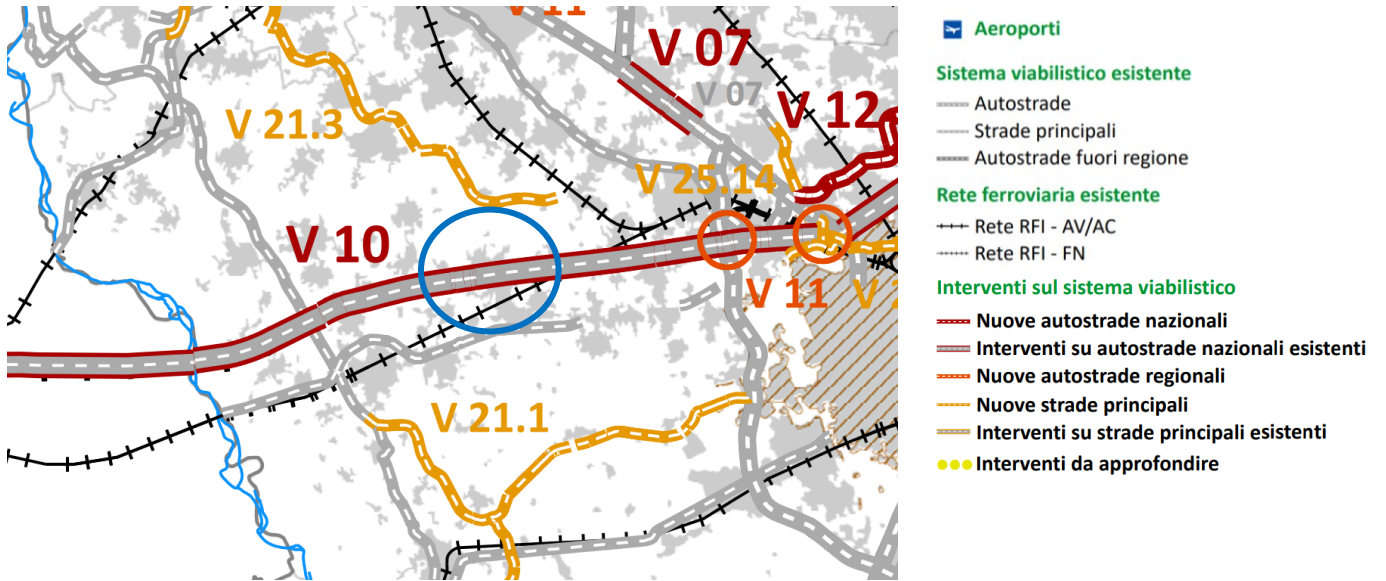 V 11
V 07
V 07
V 12
V 21.3
V 25.14
V 10
V 11
V 21.1
Aeroporti
Sistema viabilistico esistente
Autostrade
Strade principali
Autostrade fuori regione
Rete ferroviaria esistente
Rete RFI - AV/AC
Rete RFI - FN
Interventi sul sistema viabilistico
Nuove autostrade nazionali
Interventi su autostrade nazionali esistenti
Nuove autostrade regionali
Nuove strade principali
Interventi su strade principali esistenti
Interventi da approfondire